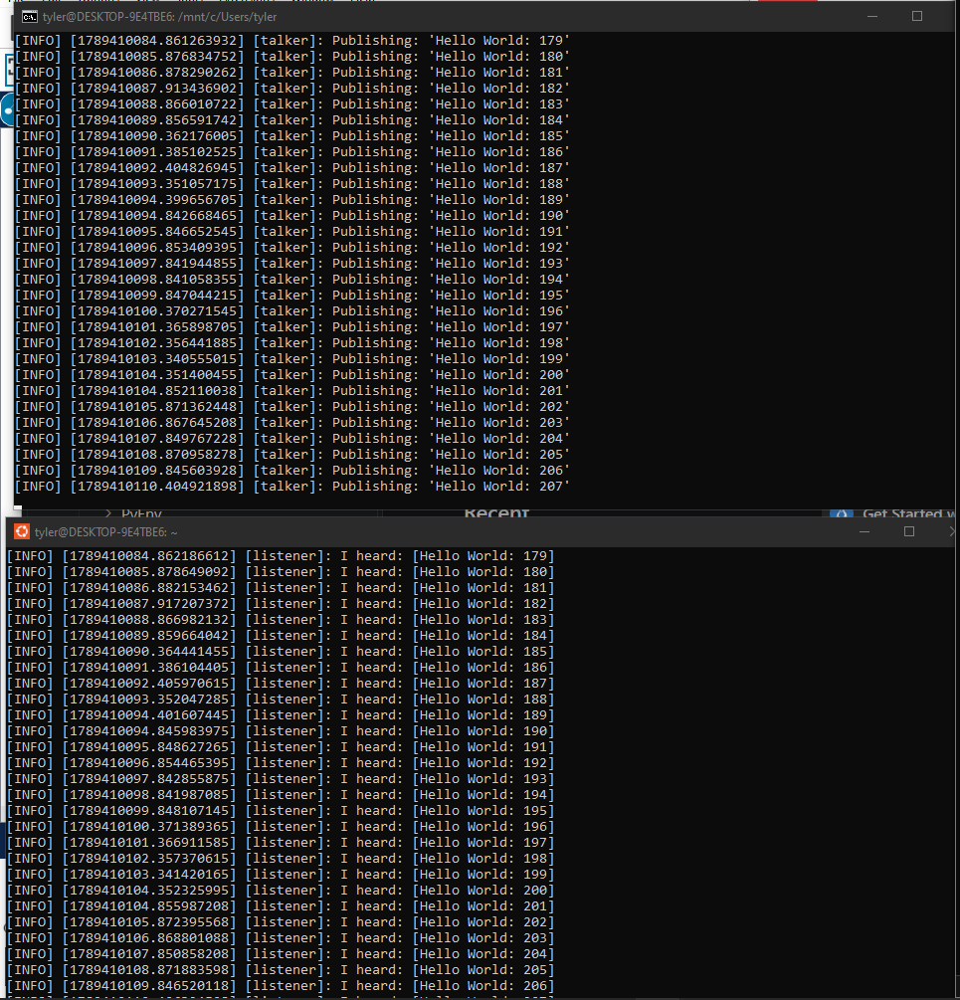 tyler@DESKTOP-9E4TBE6: /mnt/c/Users/tyler
[INFO] [1789410084.861263932] [talker]: Publishing: 'Hello World: 179'
[INFO] [1789410085.876834752] [talker]: Publishing: 'Hello World: 180'
[INFO] [1789410086.878290262] [talker]: Publishing: 'Hello World: 181'
[INFO] [1789410087.913436902] [talker]: Publishing: 'Hello World: 182'
[INFO] [1789410088.866010722] [talker]: Publishing: 'Hello World: 183'
[INFO] [1789410089.856591742] [talker]: Publishing: 'Hello World: 184'
[INFO] [1789410090.362176005] [talker]: Publishing: 'Hello World: 185'
[INFO] [1789410091.385102525] [talker]: Publishing: 'Hello World: 186'
[INFO] [1789410092.404826945] [talker]: Publishing: 'Hello World: 187'
[INFO] [1789410093.351057175] [talker]: Publishing: 'Hello World: 188'
[INFO] [1789410094.399656705] [talker]: Publishing: 'Hello World: 189'
[INFO] [1789410094.842668465] [talker]: Publishing: 'Hello World: 190'
[INFO] [1789410095.846652545] [talker]: Publishing: 'Hello World: 191'
[INFO] [1789410096.853409395] [talker]: Publishing: 'Hello World: 192'
[INFO] [1789410097.841944855] [talker]: Publishing: 'Hello World: 193'
[INFO] [1789410098.841058355] [talker]: Publishing: 'Hello World: 194'
[INFO] [1789410099.847044215] [talker]: Publishing: 'Hello World: 195'
[INFO] [1789410100.370271545] [talker]: Publishing: 'Hello World: 196'
[INFO] [1789410101.365898705] [talker]: Publishing: 'Hello World: 197'
[INFO] [1789410102.356441885] [talker]: Publishing: 'Hello World: 198'
[INFO] [1789410103.340555015] [talker]: Publishing: 'Hello World: 199'
[INFO] [1789410104.351400455] [talker]: Publishing: 'Hello World: 200'
[INFO] [1789410104.852110038] [talker]: Publishing: 'Hello World: 201'
[INFO] [1789410105.871362448] [talker]: Publishing: 'Hello World: 202'
[INFO] [1789410106.867645208] [talker]: Publishing: 'Hello World: 203'
[INFO] [1789410107.849767228] [talker]: Publishing: 'Hello World: 204'
[INFO] [1789410108.870958278] [talker]: Publishing: 'Hello World: 205'
[INFO] [1789410109.845603928] [talker]: Publishing: 'Hello World: 206'
[INFO] [1789410110.404921898] [talker]: Publishing: 'Hello World: 207'
PyEnv Recent Get Started
tyler@DESKTOP-9E4TBE6: ~
[INFO] [1789410084.862186612] [listener]: I heard: [Hello World: 179]
[INFO] [1789410085.878649092] [listener]: I heard: [Hello World: 180]
[INFO] [1789410086.882153462] [listener]: I heard: [Hello World: 181]
[INFO] [1789410087.917207372] [listener]: I heard: [Hello World: 182]
[INFO] [1789410088.866982132] [listener]: I heard: [Hello World: 183]
[INFO] [1789410089.859664042] [listener]: I heard: [Hello World: 184]
[INFO] [1789410090.364441455] [listener]: I heard: [Hello World: 185]
[INFO] [1789410091.386104405] [listener]: I heard: [Hello World: 186]
[INFO] [1789410092.405970615] [listener]: I heard: [Hello World: 187]
[INFO] [1789410093.352047285] [listener]: I heard: [Hello World: 188]
[INFO] [1789410094.401607445] [listener]: I heard: [Hello World: 189]
[INFO] [1789410094.845983975] [listener]: I heard: [Hello World: 190]
[INFO] [1789410095.848627265] [listener]: I heard: [Hello World: 191]
[INFO] [1789410096.854465395] [listener]: I heard: [Hello World: 192]
[INFO] [1789410097.842855875] [listener]: I heard: [Hello World: 193]
[INFO] [1789410098.841987085] [listener]: I heard: [Hello World: 194]
[INFO] [1789410099.848107145] [listener]: I heard: [Hello World: 195]
[INFO] [1789410100.371389365] [listener]: I heard: [Hello World: 196]
[INFO] [1789410101.366911585] [listener]: I heard: [Hello World: 197]
[INFO] [1789410102.357370615] [listener]: I heard: [Hello World: 198]
[INFO] [1789410103.341420165] [listener]: I heard: [Hello World: 199]
[INFO] [1789410104.352325995] [listener]: I heard: [Hello World: 200]
[INFO] [1789410104.855987208] [listener]: I heard: [Hello World: 201]
[INFO] [1789410105.872395568] [listener]: I heard: [Hello World: 202]
[INFO] [1789410106.868801088] [listener]: I heard: [Hello World: 203]
[INFO] [1789410107.850858208] [listener]: I heard: [Hello World: 204]
[INFO] [1789410108.871883598] [listener]: I heard: [Hello World: 205]
[INFO] [1789410109.846520118] [listener]: I heard: [Hello World: 206]